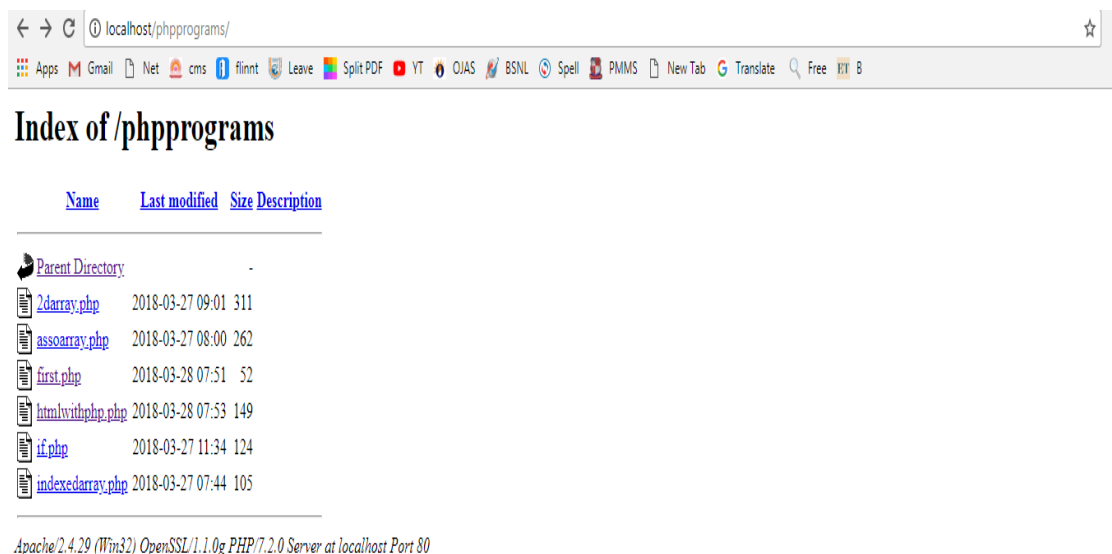 localhost/phpprograms/
Apps Gmail Net cms flinnt Leave Split PDF YT OJAS BSNL Spell PMMS New Tab Translate Free ET B
Index of /phpprograms
Name Last modified Size Description
Parent Directory -
2darray.php 2018-03-27 09:01 311
assoarray.php 2018-03-27 08:00 262
first.php 2018-03-28 07:51 52
htmlwithphp.php 2018-03-28 07:53 149
if.php 2018-03-27 11:34 124
indexedarray.php 2018-03-27 07:44 105
Apache/2.4.29 (Win32) OpenSSL/1.1.0g PHP/7.2.0 Server at localhost Port 80